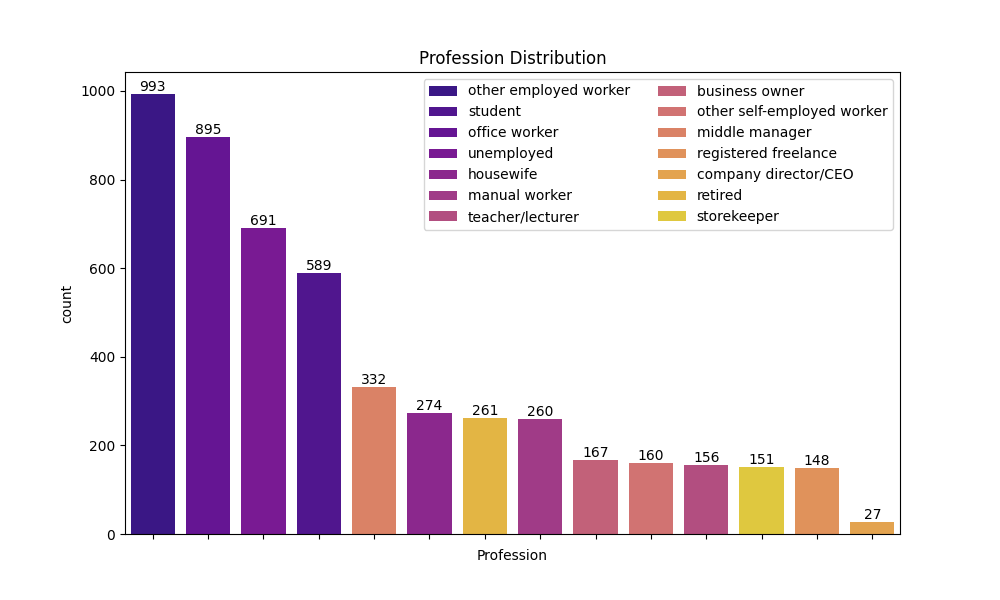 Profession Distribution
1000
800
600
400
200
0
count
993
895
691
589
332
274
261
260
167
160
156
151
148
27
other employed worker
student
office worker
unemployed
housewife
manual worker
teacher/lecturer
business owner
other self-employed worker
middle manager
registered freelance
company director/CEO
retired
storekeeper
Profession